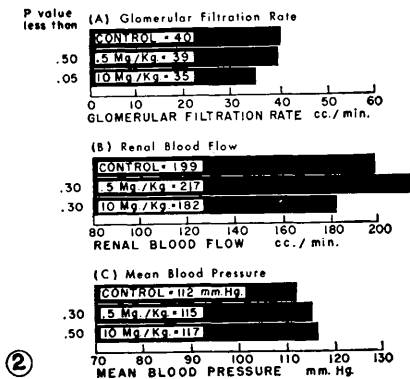 P value
less than
(A) Glomerular Filtration Rate
CONTROL = 40
.50 .5 Mg/Kg = 39
.05 10 Mg/Kg = 35
0 10 20 30 40 50 60
GLOMERULAR FILTRATION RATE cc./min.
(B) Renal Blood Flow
CONTROL = 199
.30 .5 Mg./Kg.=217
.30 10 Mg./Kg.=182
80 100 120 140 160 180 200
RENAL BLOOD FLOW cc/min.
(C) Mean Blood Pressure
CONTROL = 112 mm.Hg.
.30 .5 Mg./Kg.=115
.50 10 Mg./Kg.=117
70 80 90 100 110 120 130
MEAN BLOOD PRESSURE mm. Hg.
2